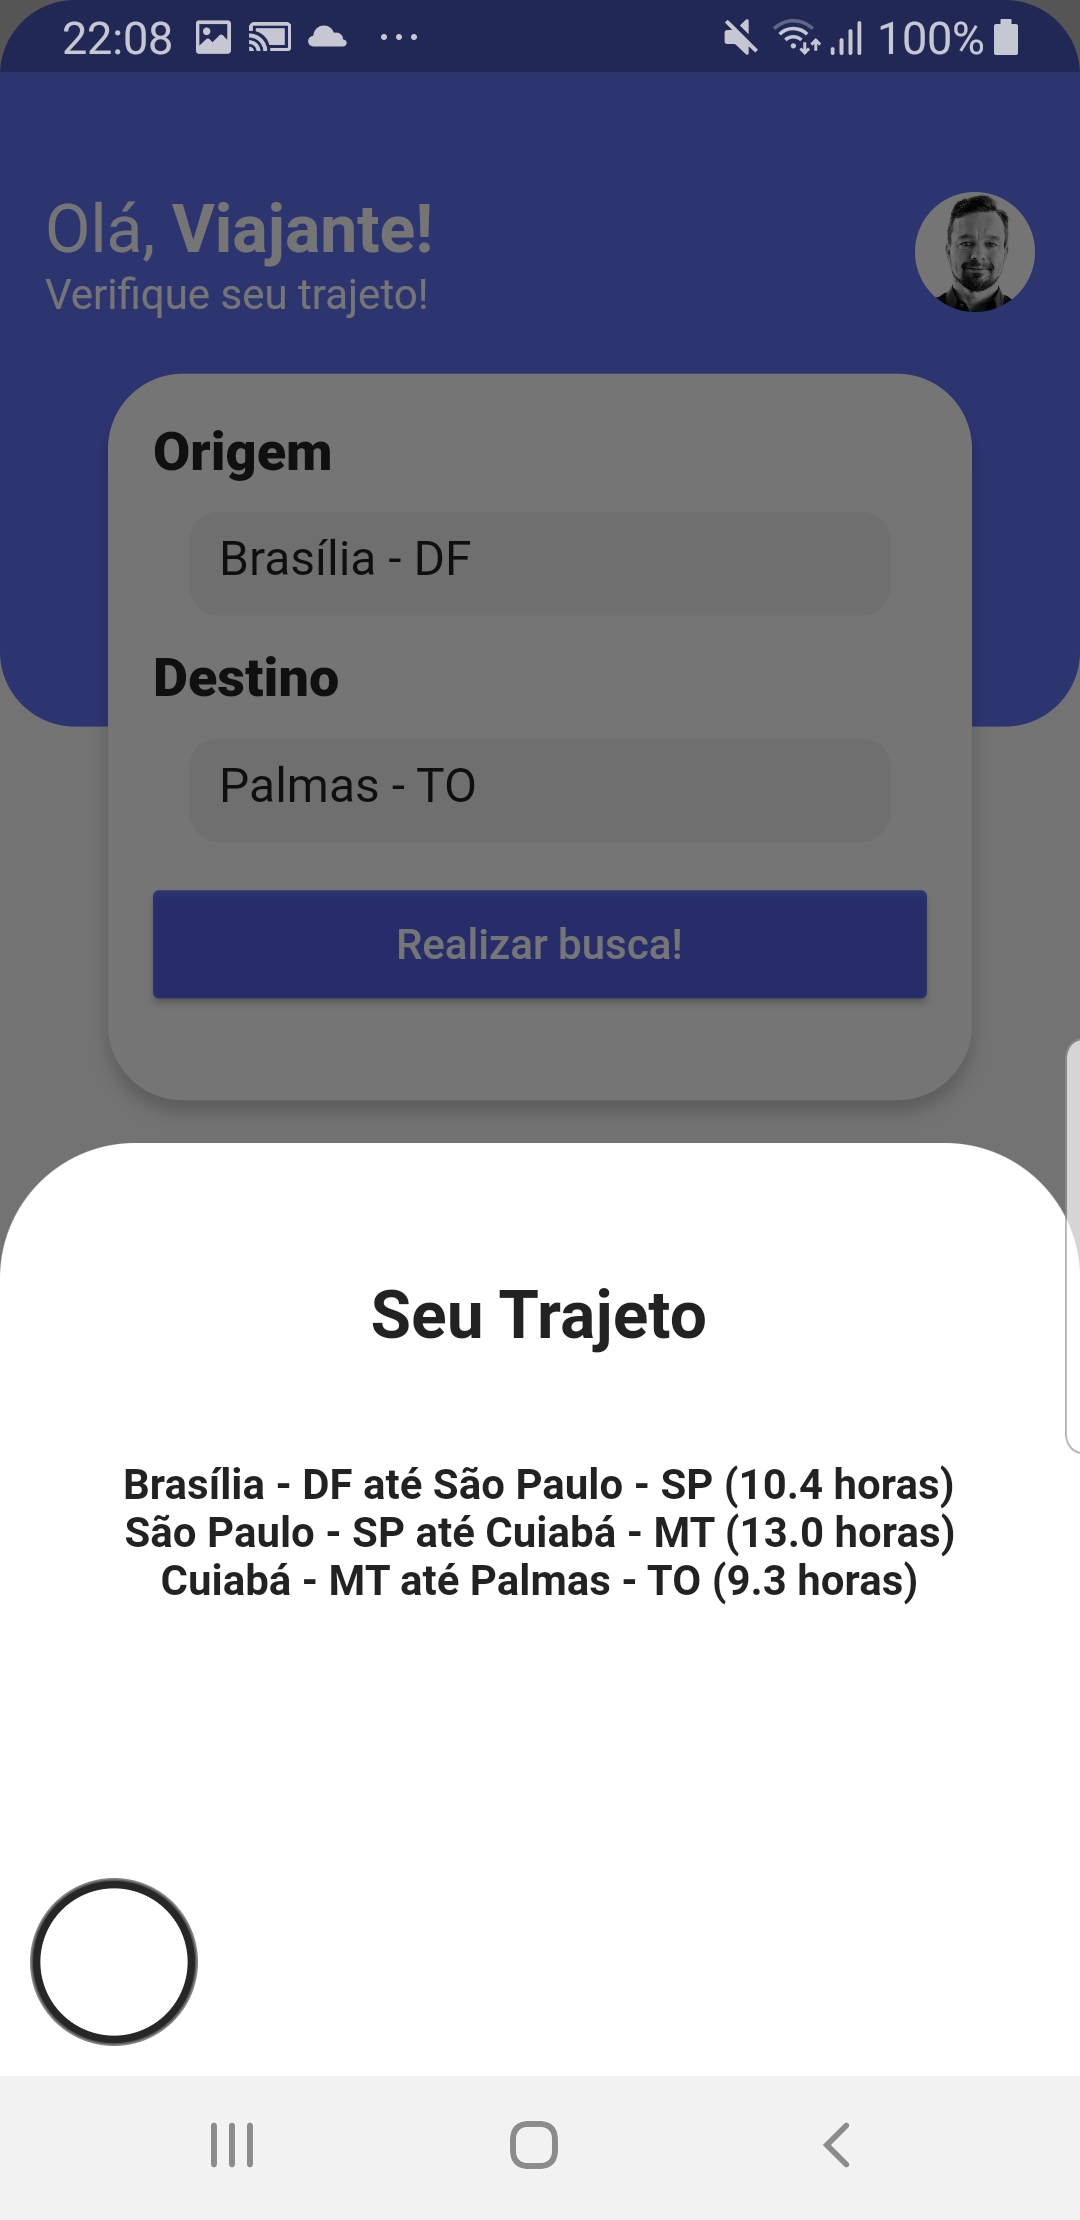 22:08
100%
Olá, Viajante!
Verifique seu trajeto!
Origem
Brasília - DF
Destino
Palmas - TO
Realizar busca!
Seu Trajeto
Brasília - DF até São Paulo - SP (10.4 horas)
São Paulo - SP até Cuiabá - MT (13.0 horas)
Cuiabá - MT até Palmas - TO (9.3 horas)